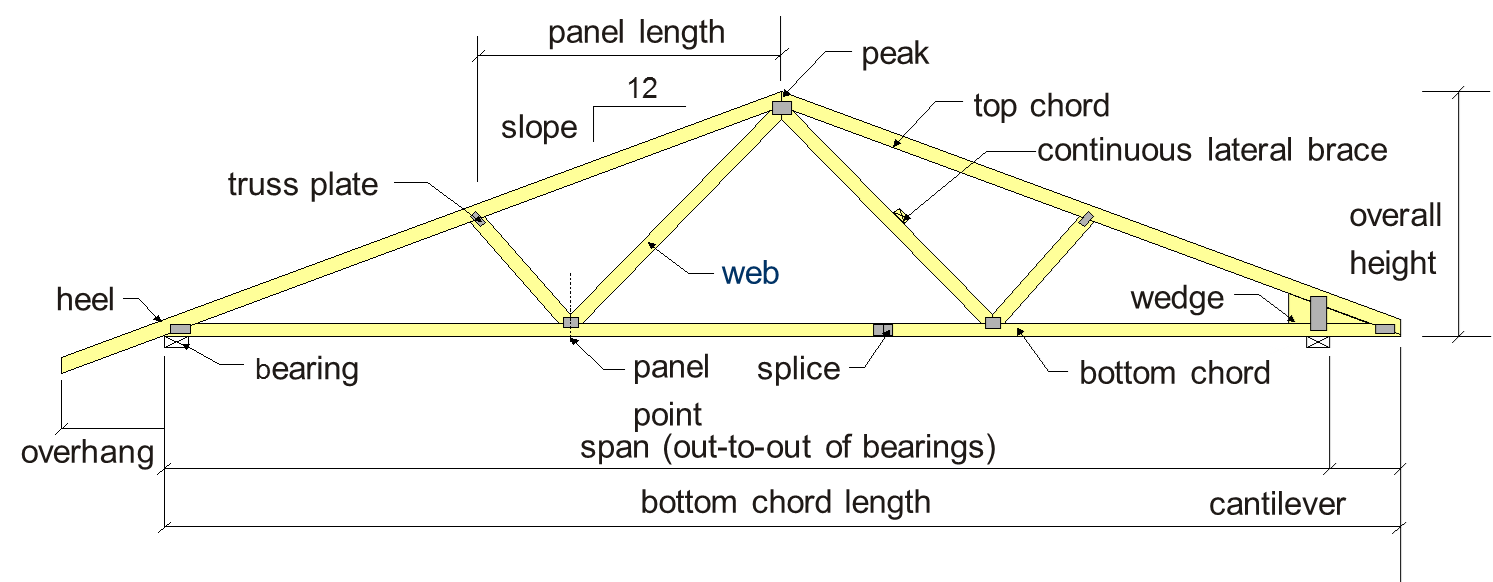 panel length
peak
12
top chord
slope
continuous lateral brace
truss plate
overall
height
web
heel
wedge
bearing
panel
point
splice
bottom chord
overhang
span (out-to-out of bearings)
bottom chord length
cantilever